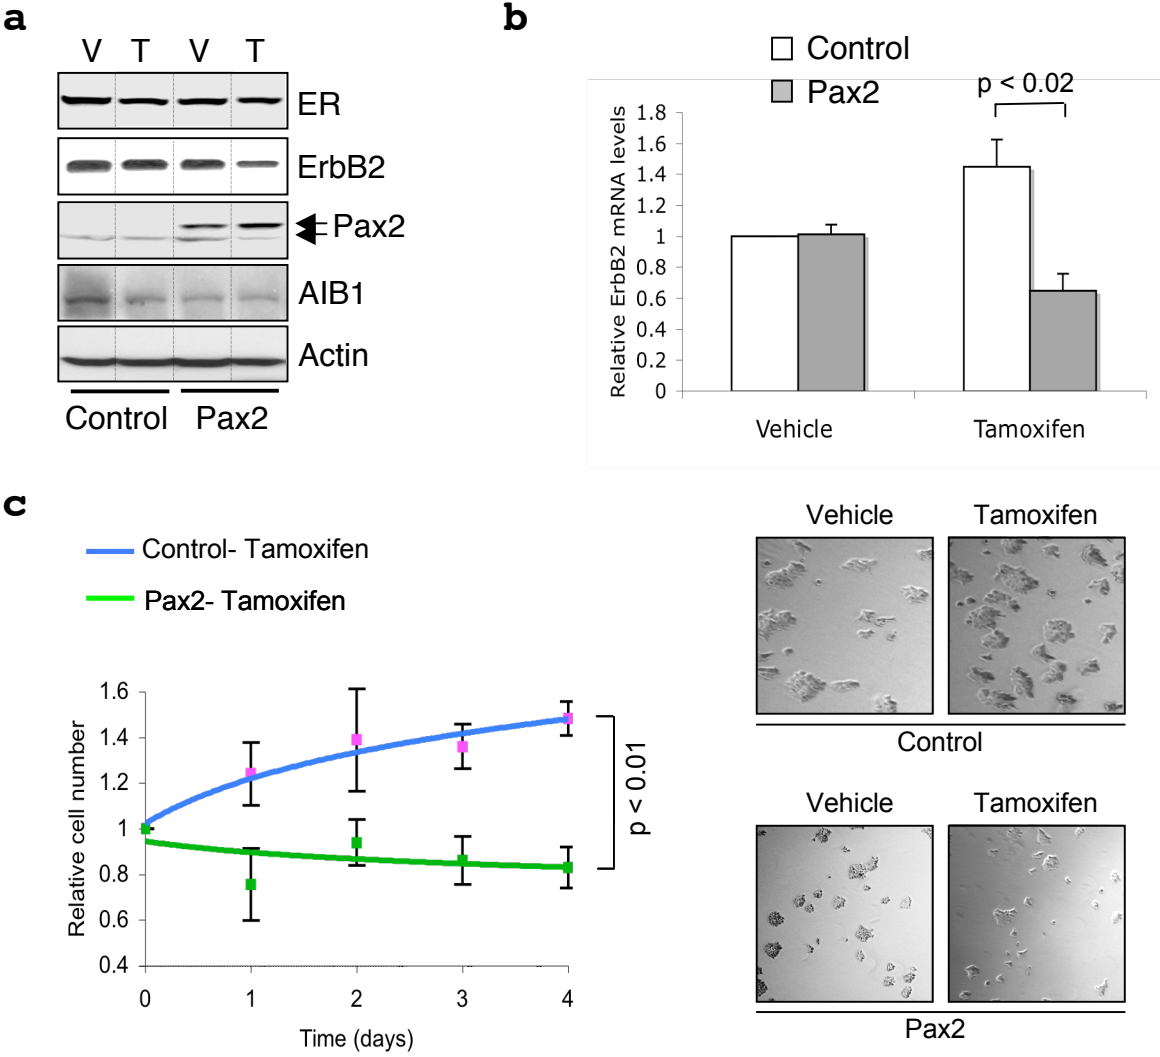 a
V T V T
ER
ErbB2
Pax2
AIB1
Actin
Control Pax2
b
Control
Pax2
p < 0.02
Relative ErbB2 mRNA levels
1.8
1.6
1.4
1.2
1
0.8
0.6
0.4
0.2
0
Vehicle Tamoxifen
c
Control- Tamoxifen
Pax2- Tamoxifen
Relative cell number
1.6
1.4
1.2
1
0.8
0.6
0.4
0 1 2 3 4
Time (days)
p < 0.01
Vehicle Tamoxifen
Control
Vehicle Tamoxifen
Pax2